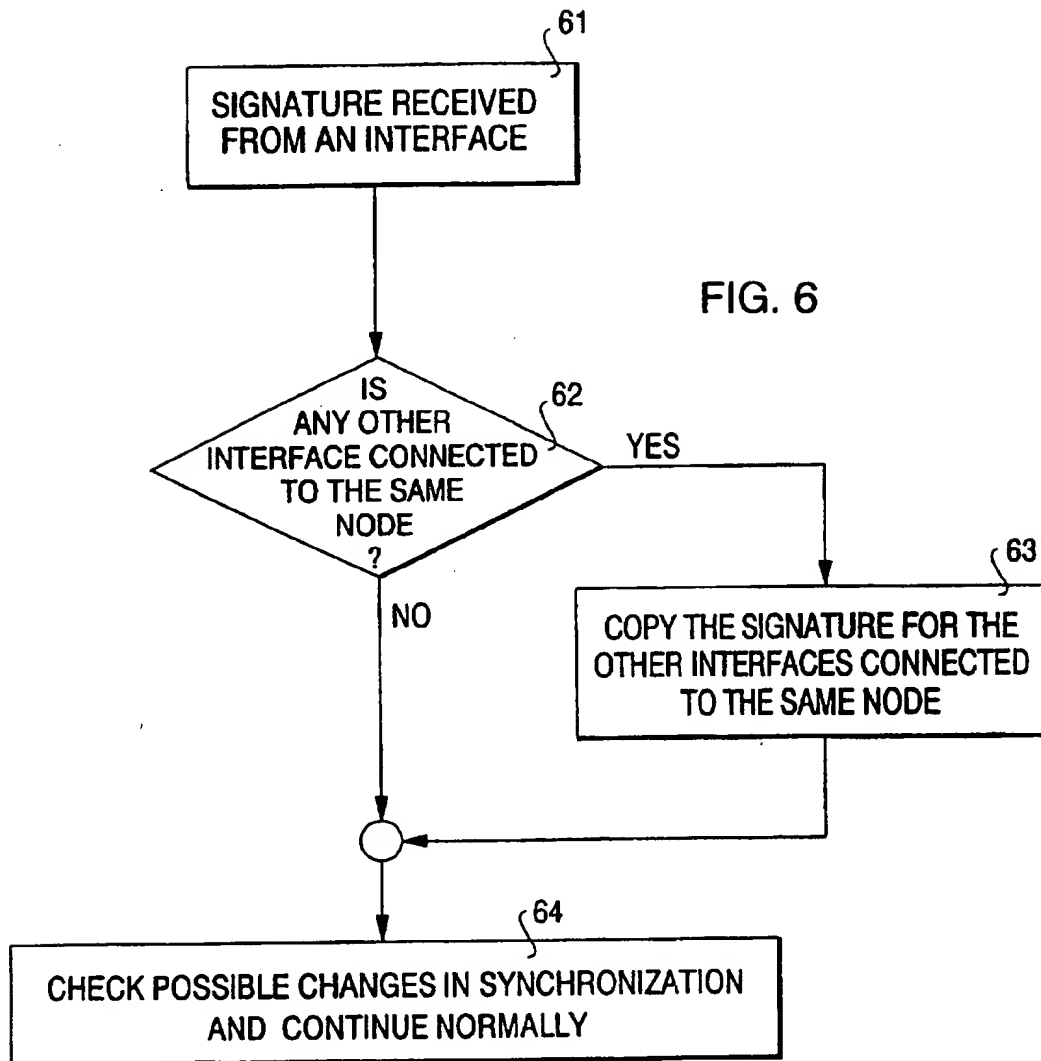 61
SIGNATURE RECEIVED
FROM AN INTERFACE
FIG. 6
IS
ANY OTHER
INTERFACE CONNECTED
TO THE SAME
NODE
?
62
YES
NO
63
COPY THE SIGNATURE FOR THE
OTHER INTERFACES CONNECTED
TO THE SAME NODE
64
CHECK POSSIBLE CHANGES IN SYNCHRONIZATION
AND CONTINUE NORMALLY